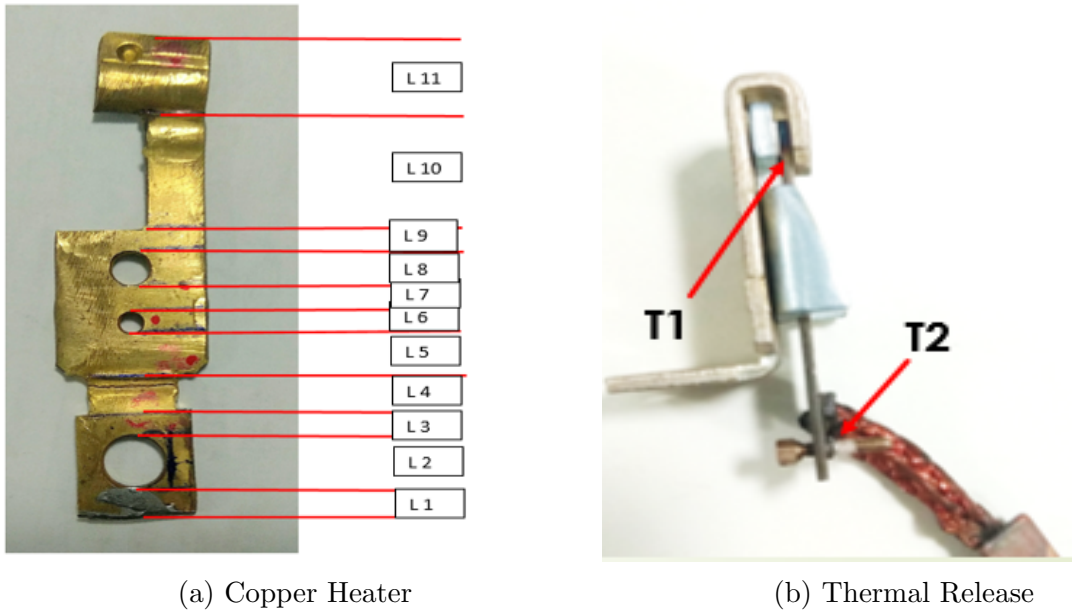 L 11
L 10
L 9
L 8
L 7
L 6
L 5
L 4
L 3
L 2
L 1
T1
T2
(a) Copper Heater
(b) Thermal Release